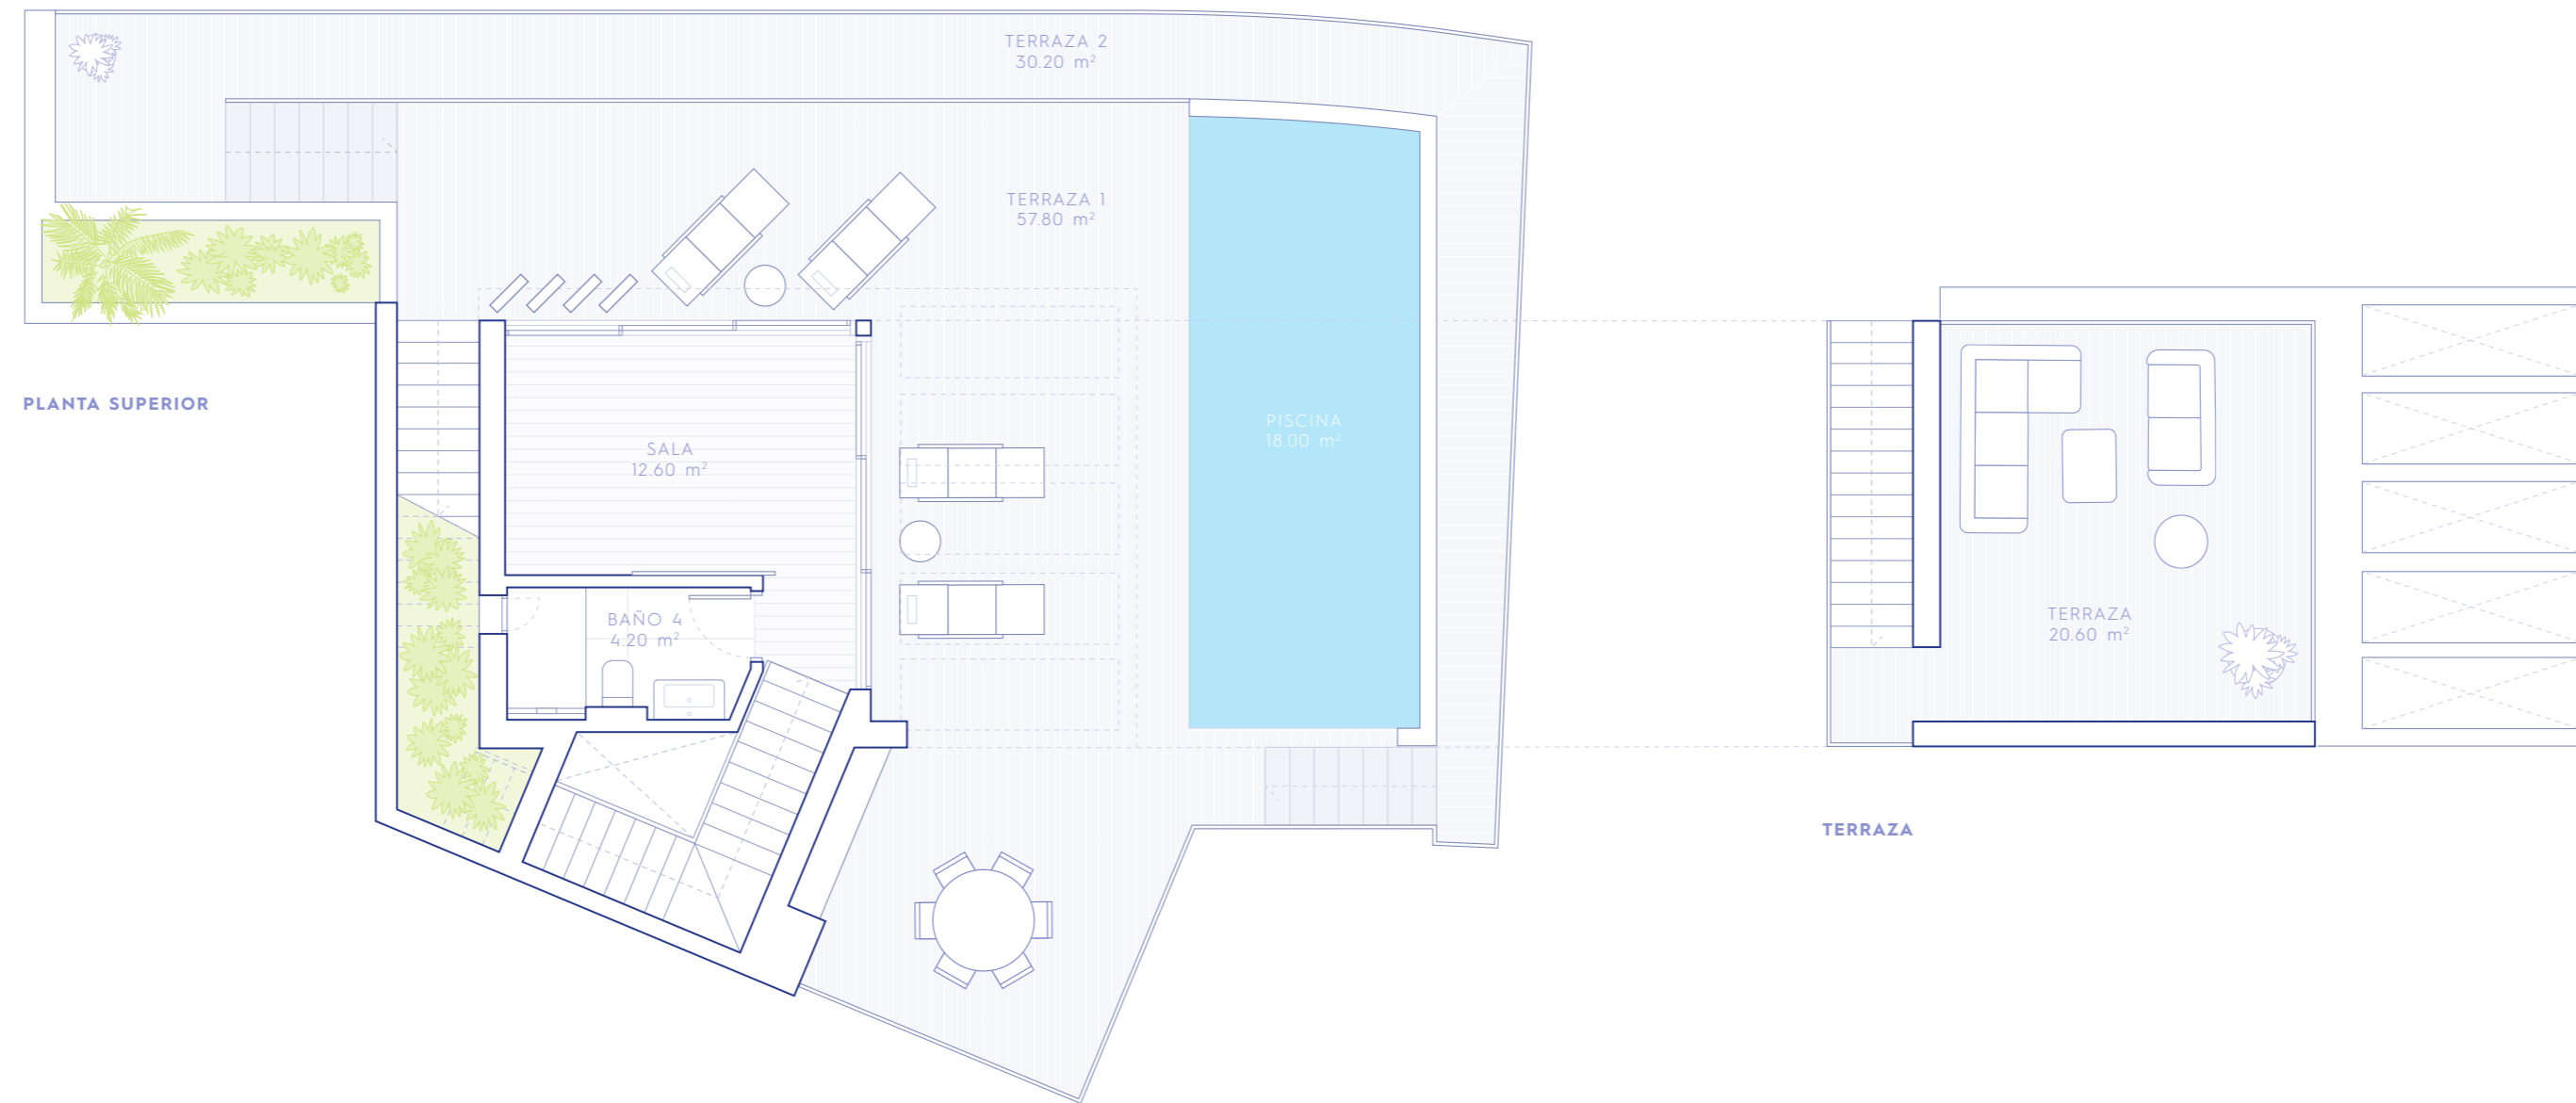 TERRAZA 2
30.20 m²
TERRAZA 1
57.80 m²
PLANTA SUPERIOR
SALA
12.60 m²
PISCINA
18.00 m²
BAÑO 4
4.20 m²
TERRAZA
20.60 m²
TERRAZA